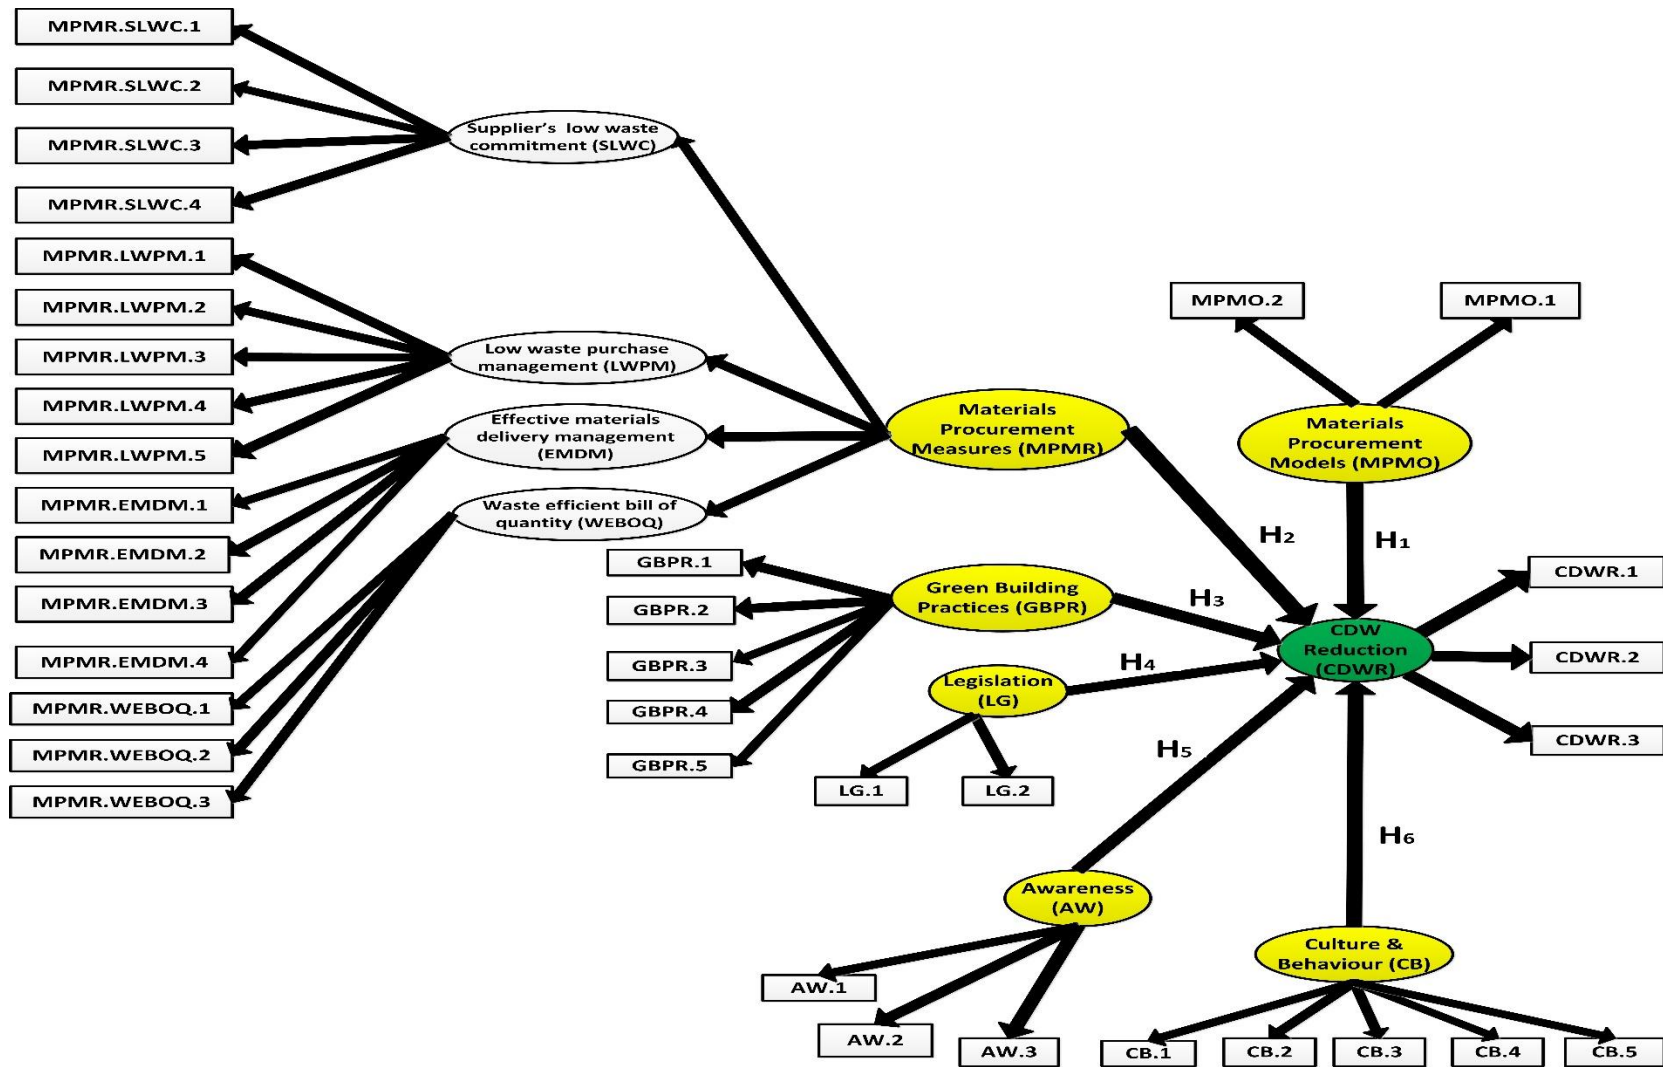 MPMR.SLWC.1
MPMR.SLWC.2
MPMR.SLWC.3
MPMR.SLWC.4
MPMR.LWPM.1
MPMR.LWPM.2
MPMR.LWPM.3
MPMR.LWPM.4
MPMR.LWPM.5
MPMR.EMDM.1
MPMR.EMDM.2
MPMR.EMDM.3
MPMR.EMDM.4
MPMR.WEBOQ.1
MPMR.WEBOQ.2
MPMR.WEBOQ.3
Supplier's low waste
commitment (SLWC)
Low waste purchase
management (LWPM)
Effective materials
delivery management
(EMDM)
Waste efficient bill of
quantity (WEBOQ)
Materials
Procurement
Measures (MPMR)
MPMO.2
MPMO.1
Materials
Procurement
Models (MPMO)
H2
H1
GBPR.1
GBPR.2
GBPR.3
GBPR.4
GBPR.5
Green Building
Practices (GBPR)
H3
Legislation
(LG)
H4
LG.1
LG.2
CDW
Reduction
(CDWR)
CDWR.1
CDWR.2
CDWR.3
H5
H6
Awareness
(AW)
AW.1
AW.2
AW.3
Culture &
Behaviour (CB)
CB.1
CB.2
CB.3
CB.4
CB.5